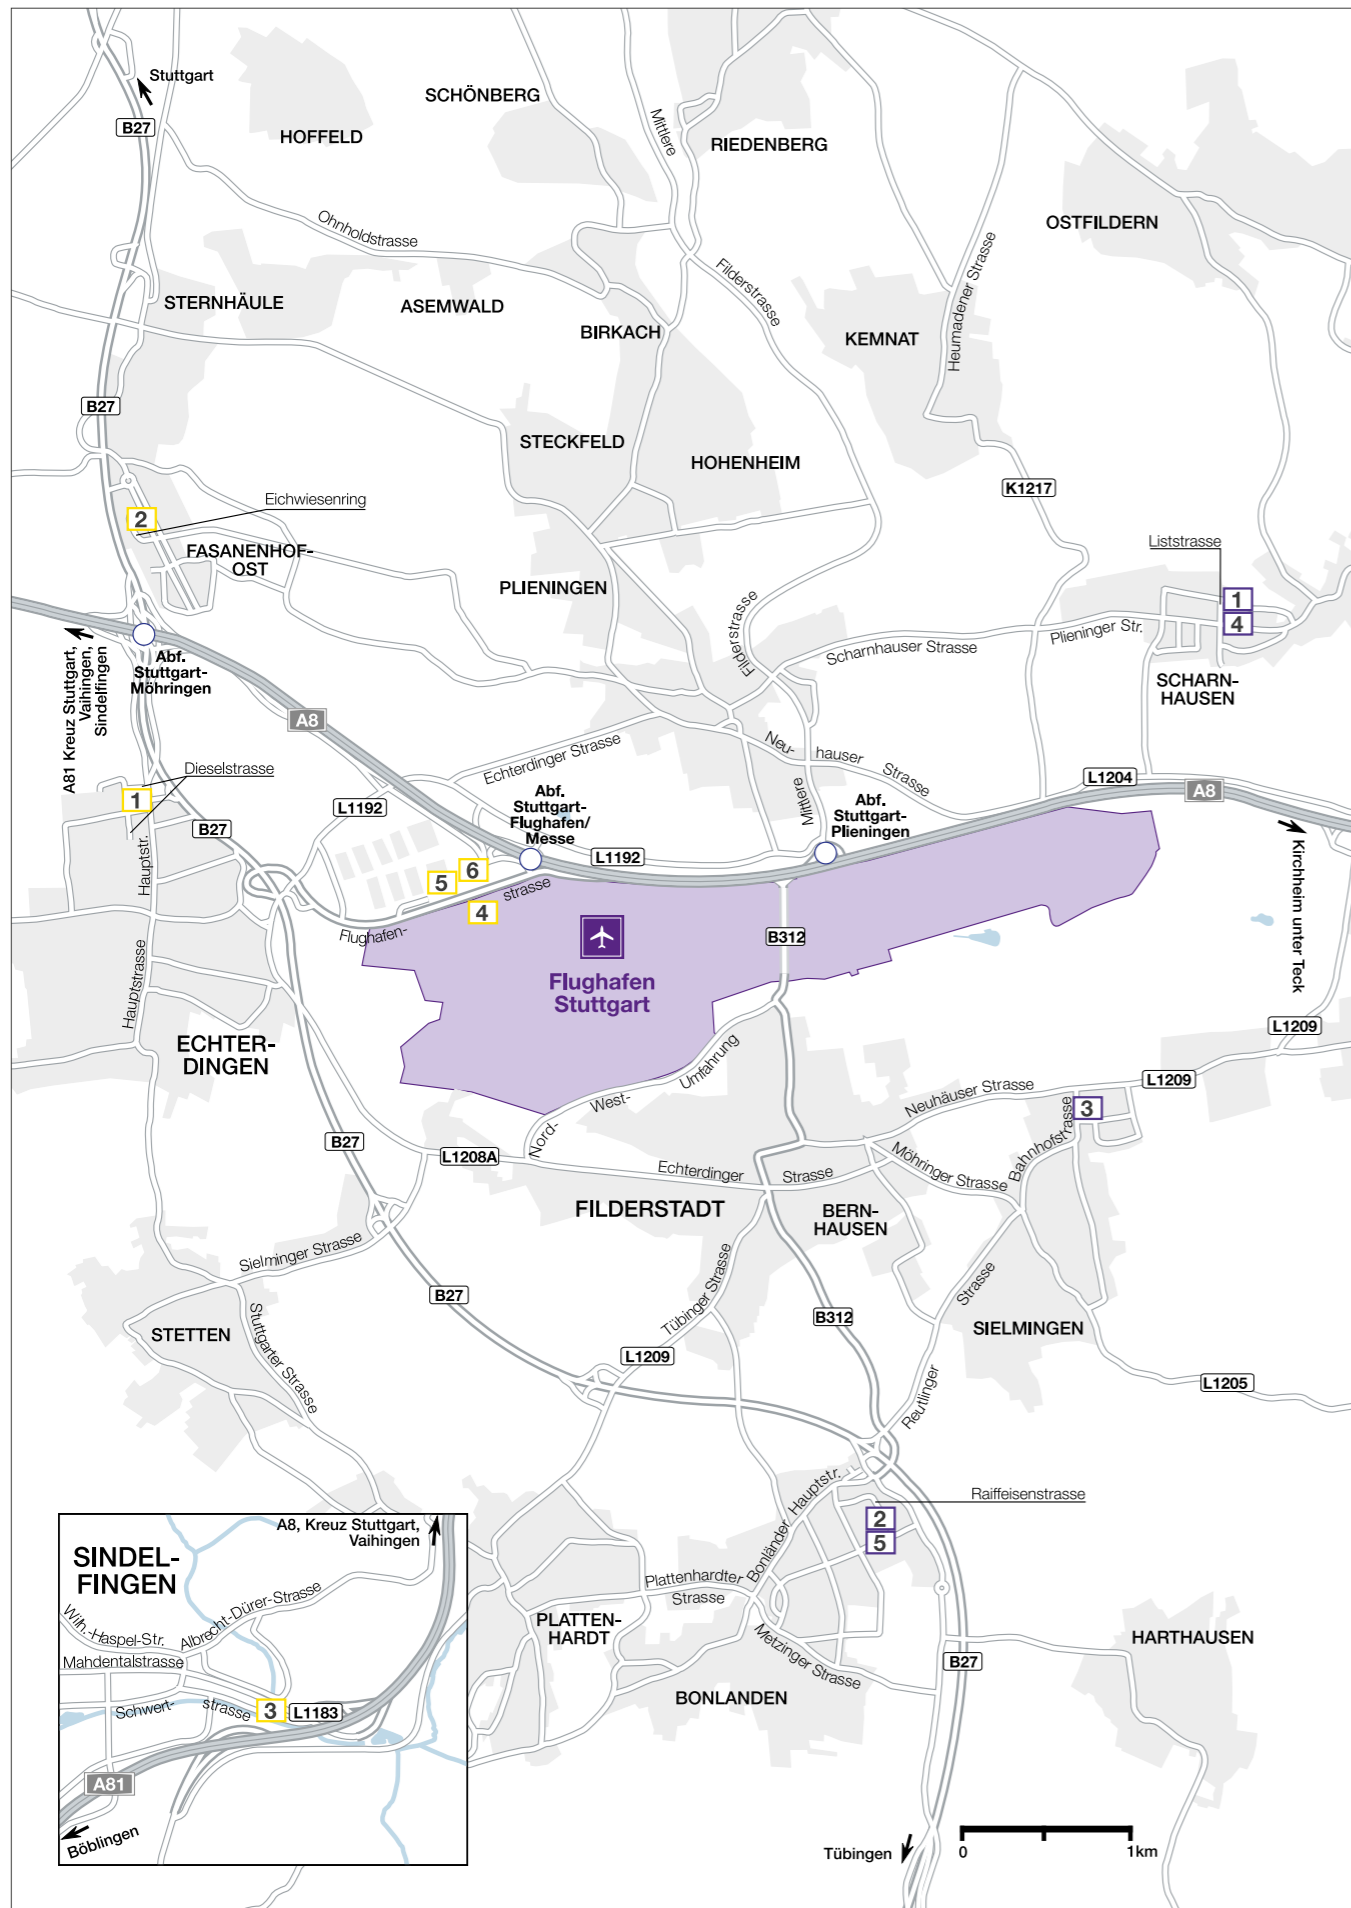 Stuttgart
B27
SCHÖNBERG
HOFFELD
Mittlere
RIEDENBERG
OSTFILDERN
Ohnholdstrasse
Filderstrasse
Heumadener Strasse
STERNHÄULE
ASEMWALD
BIRKACH
KEMNAT
B27
STECKFELD
HOHENHEIM
K1217
Eichwiesenring
2
FASANENHOF-
OST
PLIENINGEN
Liststrasse
1
4
Filderstrasse
Plieninger Str.
Scharnhauser Strasse
SCHARN-
HAUSEN
A81 Kreuz Stuttgart,
Vaihingen,
Sindelfingen
Abf.
Stuttgart-
Möhringen
A8
Echterdinger Strasse
Neu-
hauser
Strasse
Mittlere
Dieselstrasse
1
L1192
B27
Hauptstr.
Abf.
Stuttgart-
Flughafen/
Messe
Abf.
Stuttgart-
Plieningen
L1204
A8
L1192
Kirchheim unter Teck
5
6
4
Flughafen-
strasse
B312
Flughafen
Stuttgart
Hauptstrasse
ECHTER-
DINGEN
L1209
Nord-
West-
Umfahrung
Neuhäuser Strasse
L1209
3
Bahnhofstrasse
B27
L1208A
Echterdinger
Strasse
Möhringer Strasse
FILDERSTADT
BERN-
HAUSEN
Sielminger Strasse
Tübinger Strasse
Strasse
B27
B312
STETTEN
Stuttgarter Strasse
SIELMINGEN
L1209
L1205
Reutlinger
Raiffeisenstrasse
2
5
Bonländer
Hauptstr.
Plattenhardter
Strasse
PLATTEN-
HARDT
Metzinger Strasse
BONLANDEN
HARTHAUSEN
B27
A8, Kreuz Stuttgart,
Vaihingen
SINDEL-
FINGEN
Wilh.-Haspel-Str.
Albrecht-Dürer-Strasse
Mahdentalstrasse
Schwert-
strasse
3
L1183
A81
Böblingen
Tübingen
0
1km